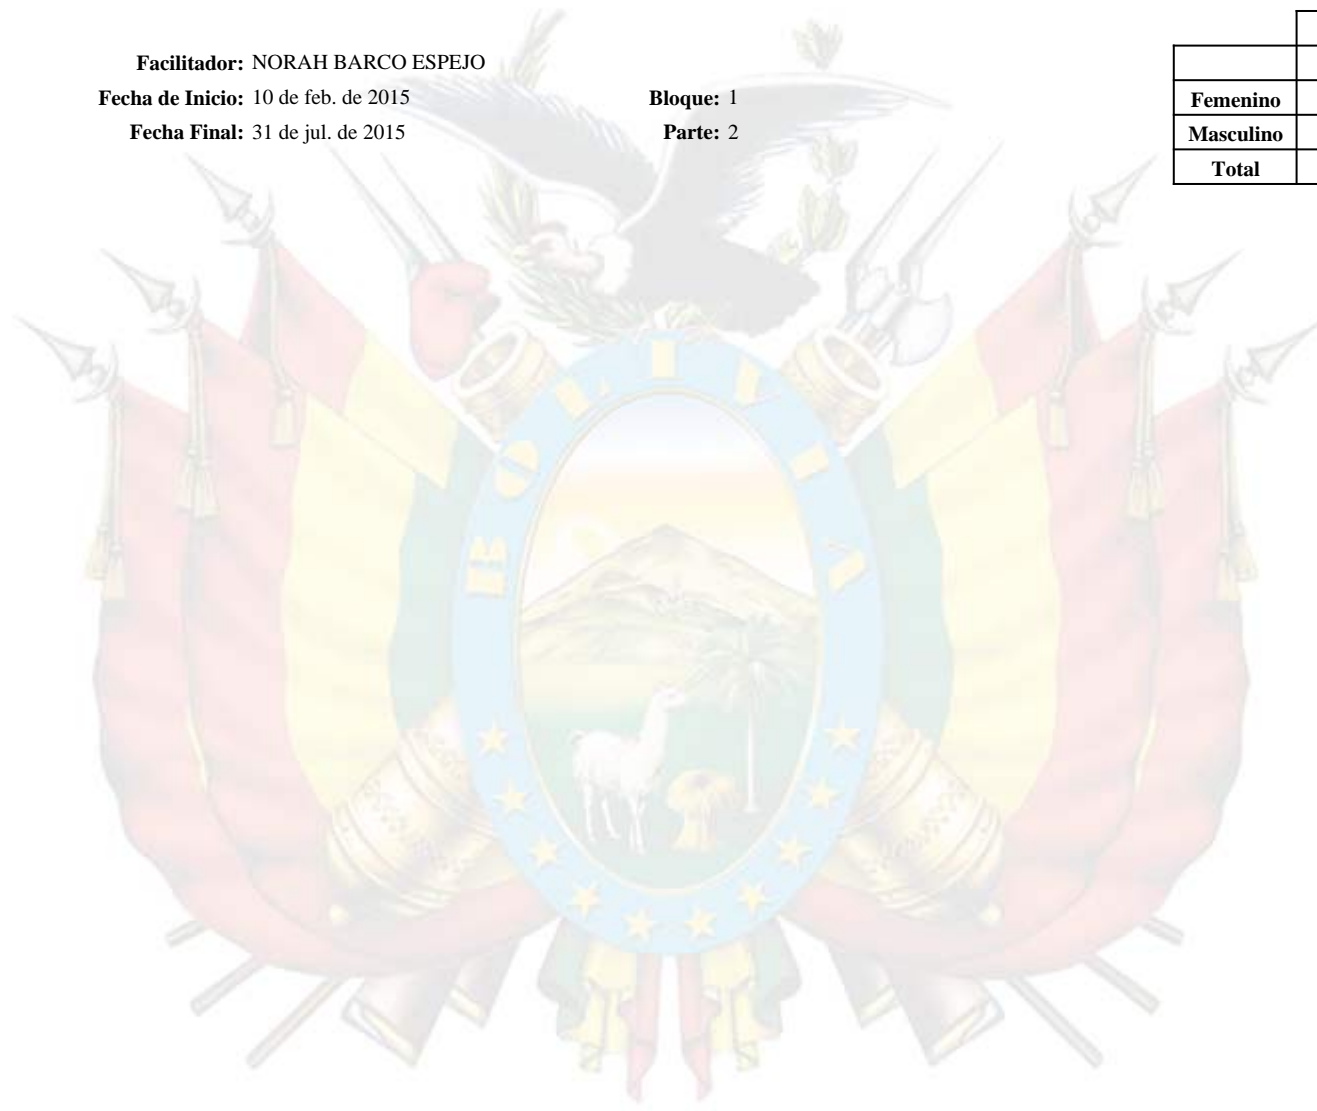 Facilitador: NORAH BARCO ESPEJO
Fecha de Inicio: 10 de feb. de 2015 Bloque: 1
Fecha Final: 31 de jul. de 2015 Parte: 2
Femenino
Masculino
Total
BOLIVIA